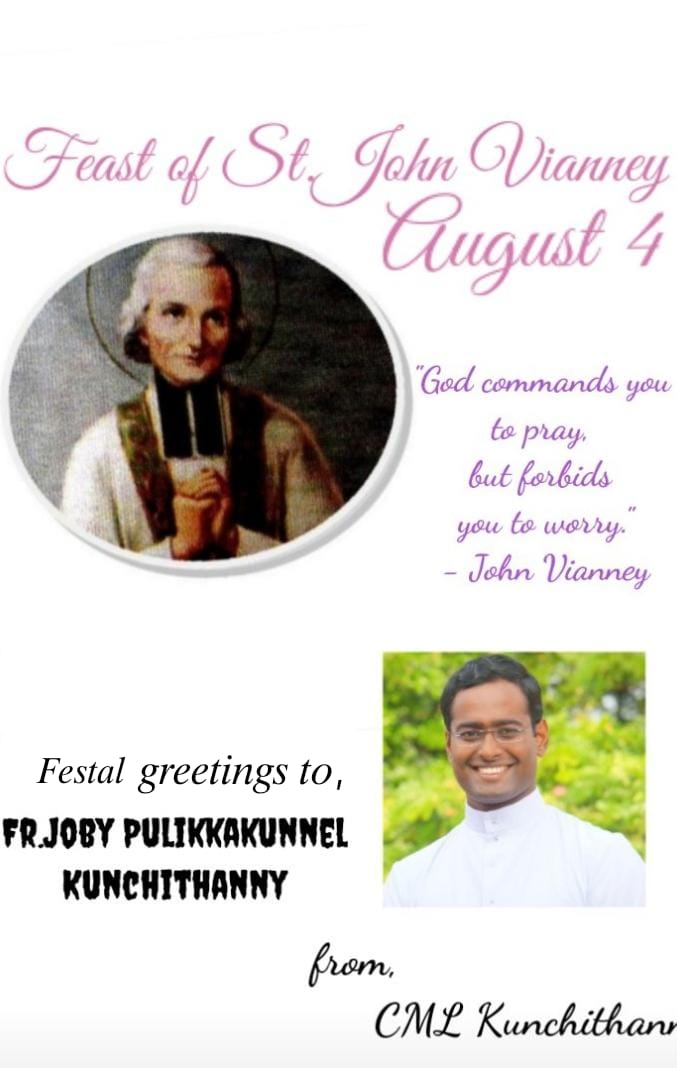 Feast of St. John Vianney
August 4
"God commands you
to pray,
but forbids
you to worry."
- John Vianney
Festal greetings to,
FR.JOBY PULIKKAKUNNEL
KUNCHITHANNY
from,
CML Kunchithann